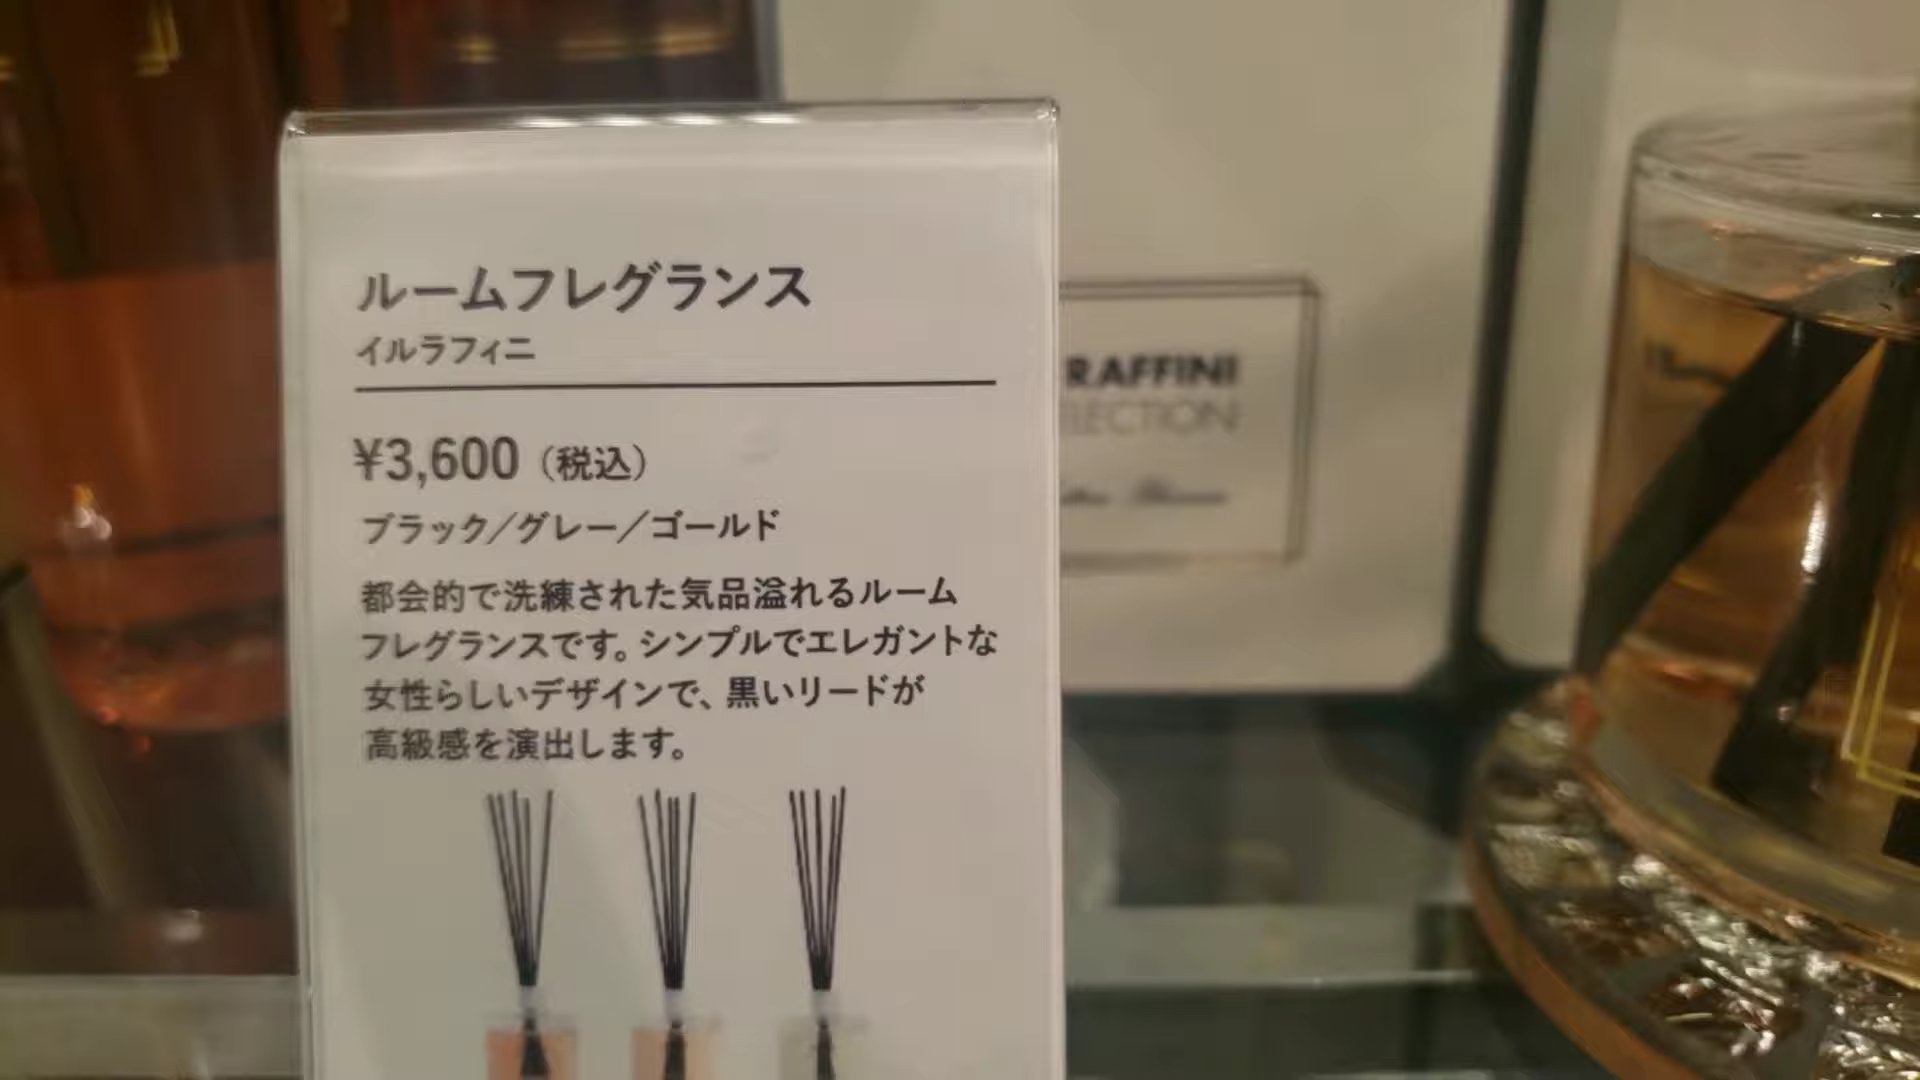 ルームフレグランス
イルラフィニ
¥3,600（税込）
ブラック／グレー／ゴールド
都会的で洗練された気品溢れるルーム
フレグランスです。シンプルでエレガントな
女性らしいデザインで、黒いリードが
高級感を演出します。
RAFFINI